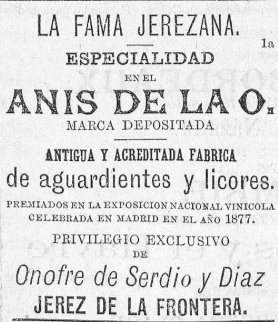 LA FAMA JEREZANA.
1a
ESPECIALIDAD
EN EL
ANIS DE LA O.
MARCA DEPOSITADA
ANTIGUA Y ACREDITADA FABRICA
de aguardientes y licores.
PREMIADOS EN LA EXPOSICION NACIONAL VINICOLA
CELEBRADA EN MADRID EN EL AÑO 1877.
PRIVILEGIO EXCLUSIVO
DE
Onofre de Serdio y Diaz
JEREZ DE LA FRONTERA.